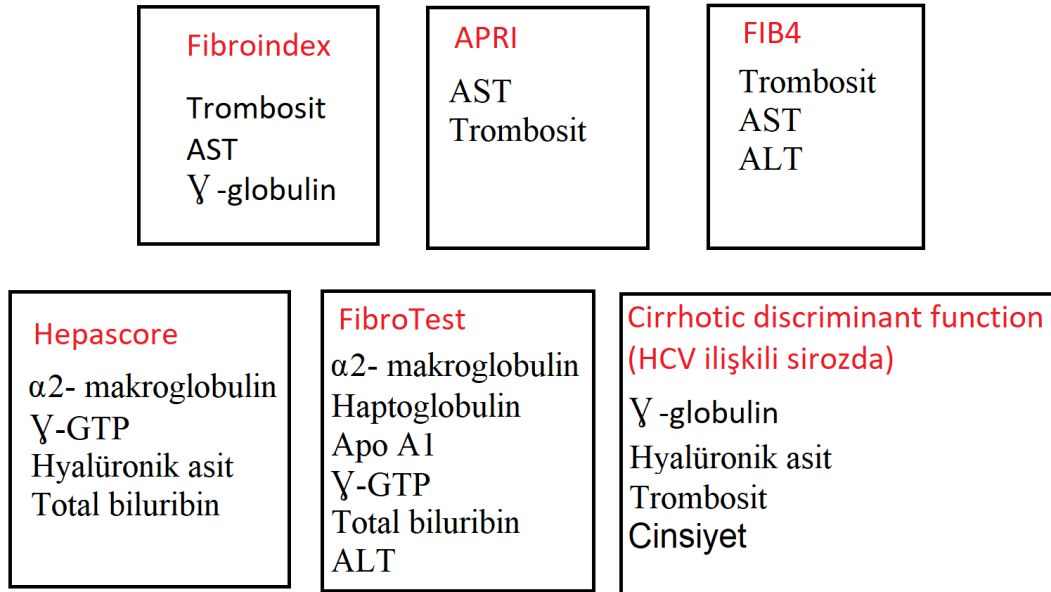 Fibroindex
Trombosit
AST
Ɣ -globulin
APRI
AST
Trombosit
FIB4
Trombosit
AST
ALT
Hepascore
α2- makroglobulin
Ɣ-GTP
Hyalüronik asit
Total biluribin
FibroTest
α2- makroglobulin
Haptoglobulin
Apo A1
Ɣ-GTP
Total biluribin
ALT
Cirrhotic discriminant function
(HCV ilişkili sirozda)
Ɣ -globulin
Hyalüronik asit
Trombosit
Cinsiyet